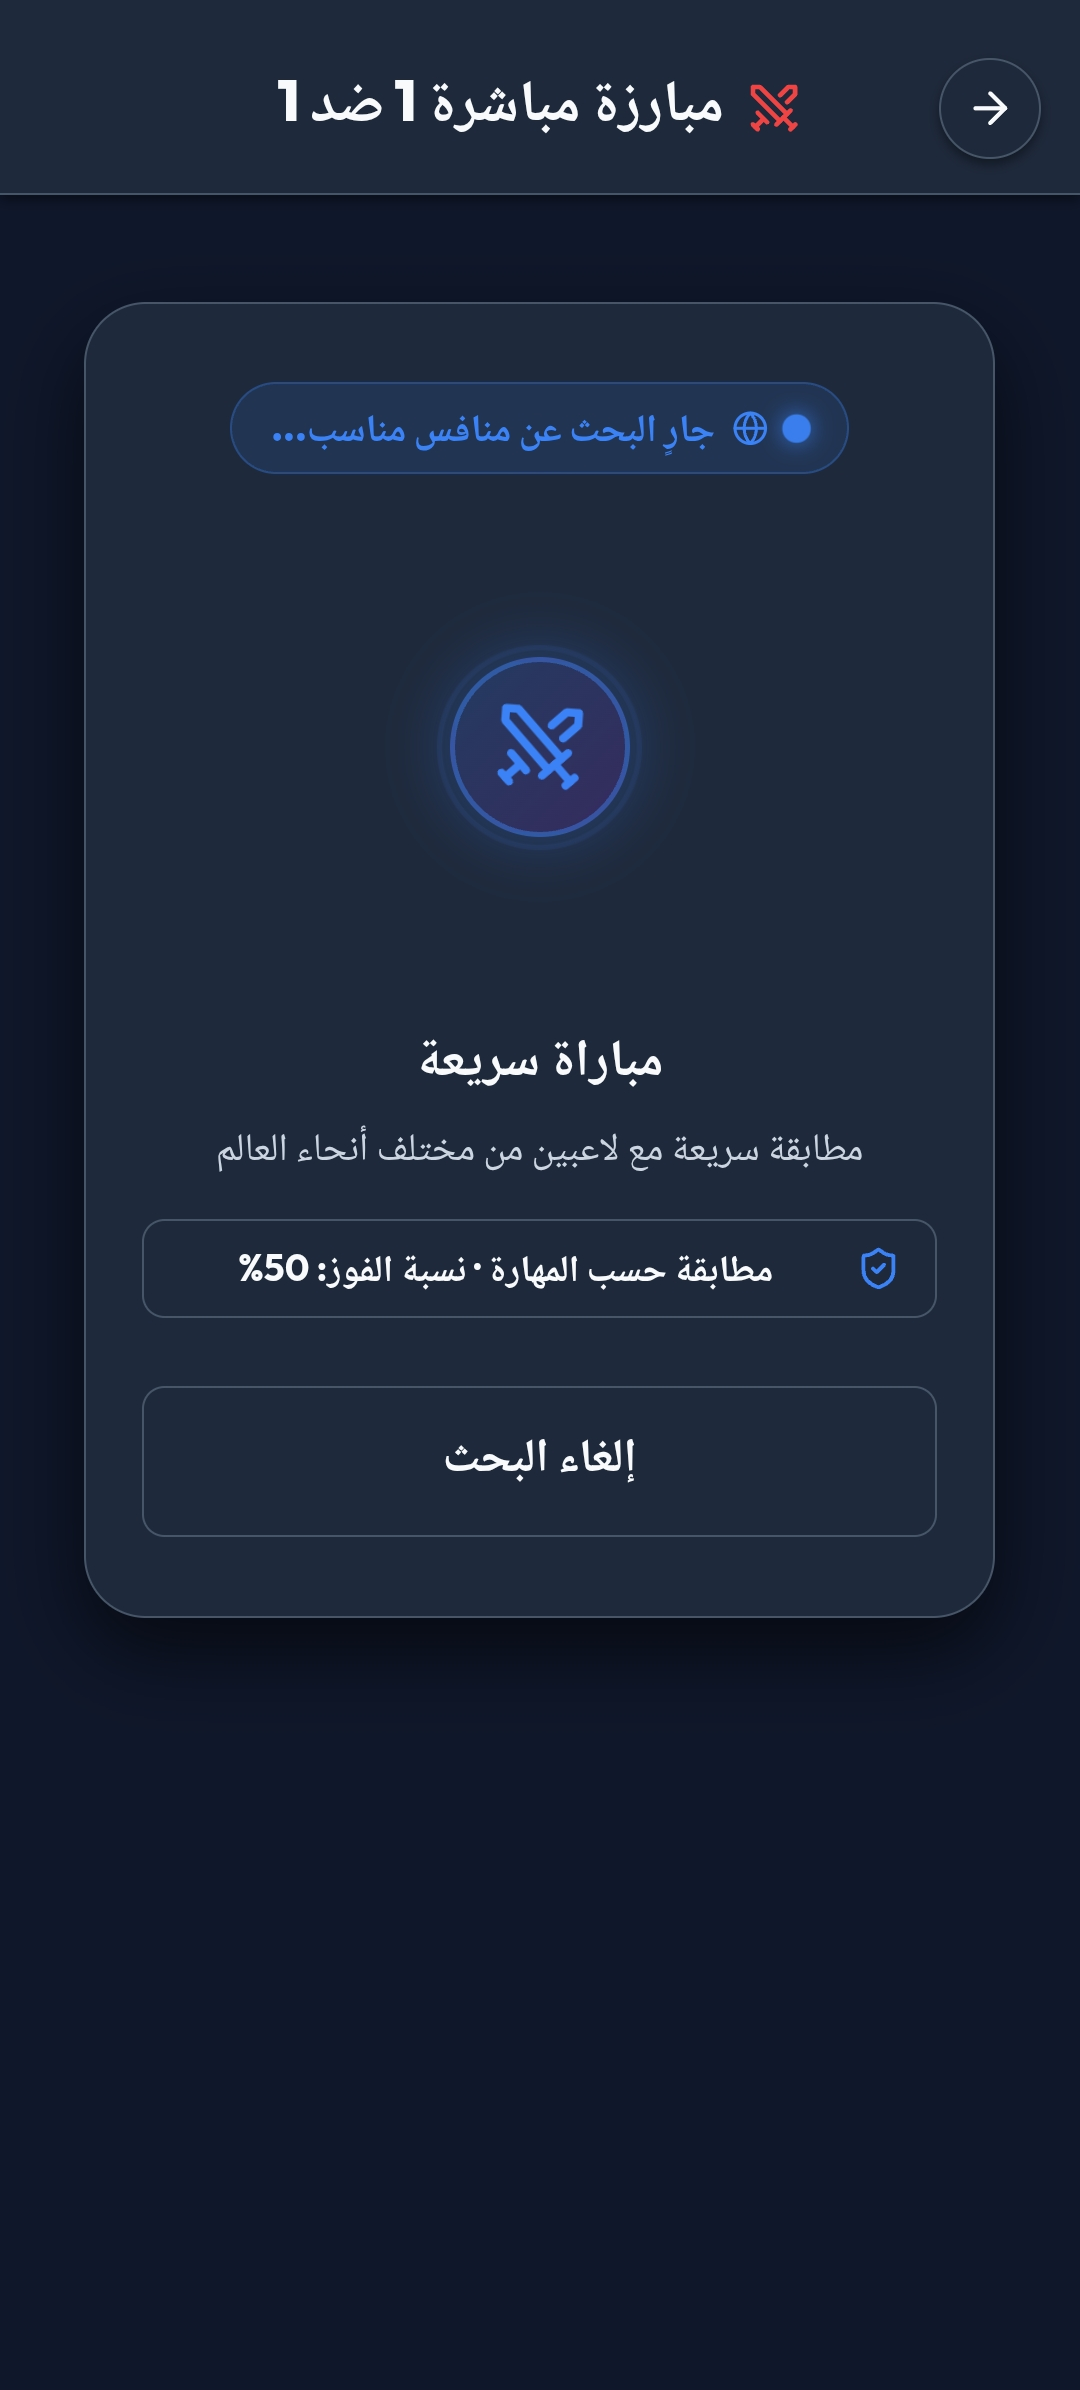 مبارزة مباشرة 1 ضد 1
جارٍ البحث عن منافس مناسب...
مباراة سريعة
مطابقة سريعة مع لاعبين من مختلف أنحاء العالم
مطابقة حسب المهارة · نسبة الفوز: 50%
إلغاء البحث